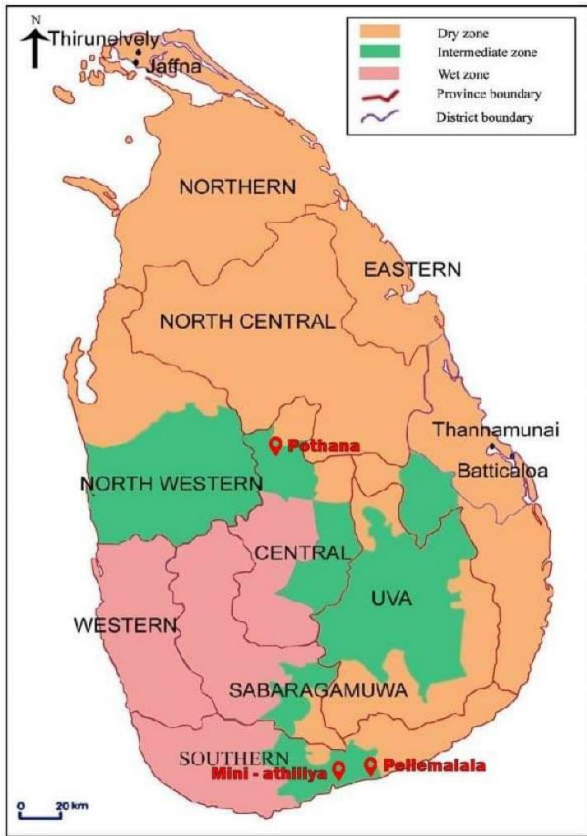 N
Thirunelvely
Jaffna
Dry zone
Intermediate zone
Wet zone
Province boundary
District boundary
NORTHERN
EASTERN
NORTH CENTRAL
Thannamunai
Batticaloa
Pothana
NORTH WESTERN
CENTRAL
UVA
WESTERN
SABARAGAMUWA
SOUTHERN
Mini - athiliya
Pellemalala
0 20 km